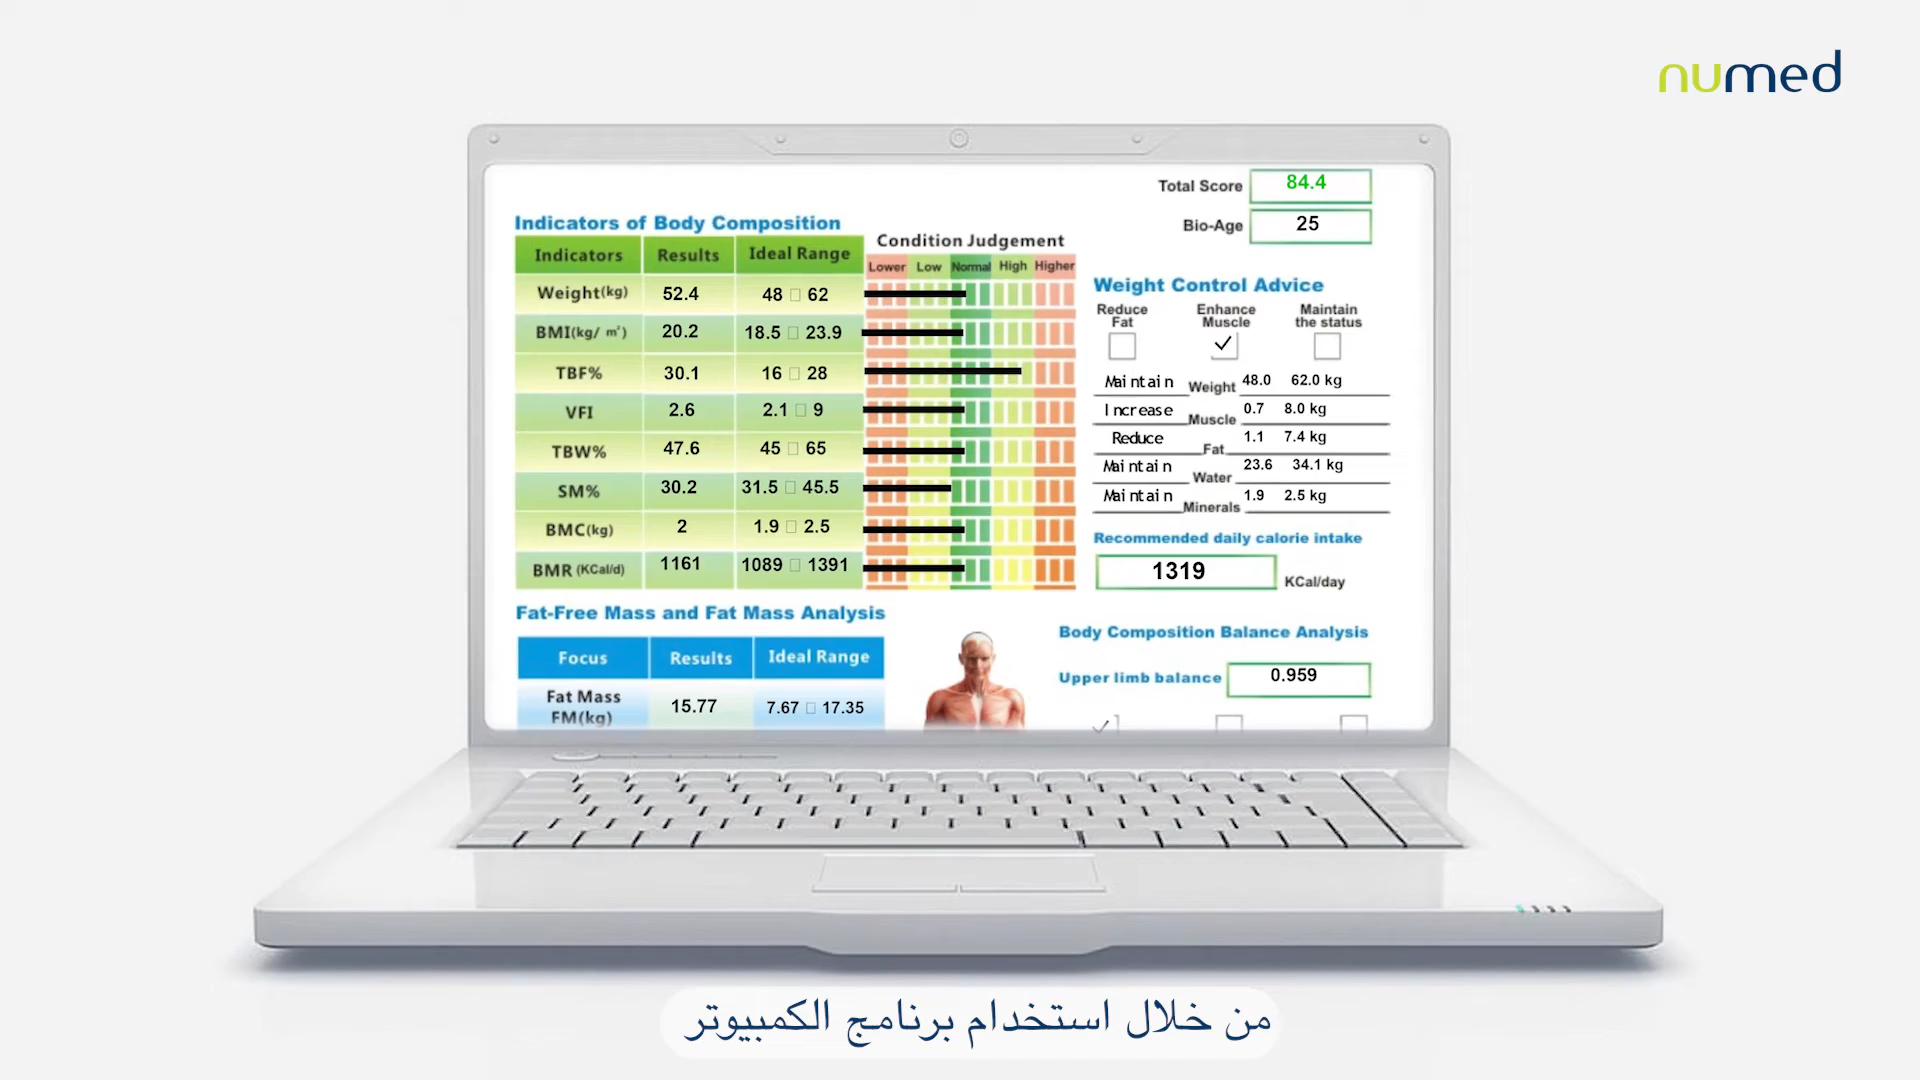 numed
Total Score 84.4
Bio-Age 25
Indicators of Body Composition
Condition Judgement
Indicators Results Ideal Range Lower Low Normal High Higher
Weight(kg) 52.4 48 □ 62
BMI(kg/ m²) 20.2 18.5 □ 23.9
TBF% 30.1 16 □ 28
VFI 2.6 2.1 □ 9
TBW% 47.6 45 □ 65
SM% 30.2 31.5 □ 45.5
BMC(kg) 2 1.9 □ 2.5
BMR (KCal/d) 1161 1089 □ 1391
Weight Control Advice
Reduce Fat
Enhance Muscle
Maintain the status
Maintain Weight 48.0 62.0 kg
Increase Muscle 0.7 8.0 kg
Reduce Fat 1.1 7.4 kg
Maintain Water 23.6 34.1 kg
Maintain Minerals 1.9 2.5 kg
Recommended daily calorie intake
1319 KCal/day
Fat-Free Mass and Fat Mass Analysis
Focus Results Ideal Range
Fat Mass FM(kg) 15.77 7.67 □ 17.35
Body Composition Balance Analysis
Upper limb balance 0.959
من خلال استخدام برنامج الكمبيوتر